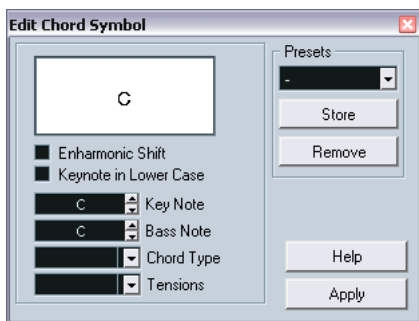 Edit Chord Symbol
C
Enharmonic Shift
Keynote in Lower Case
C Key Note
C Bass Note
Chord Type
Tensions
Presets
-
Store
Remove
Help
Apply